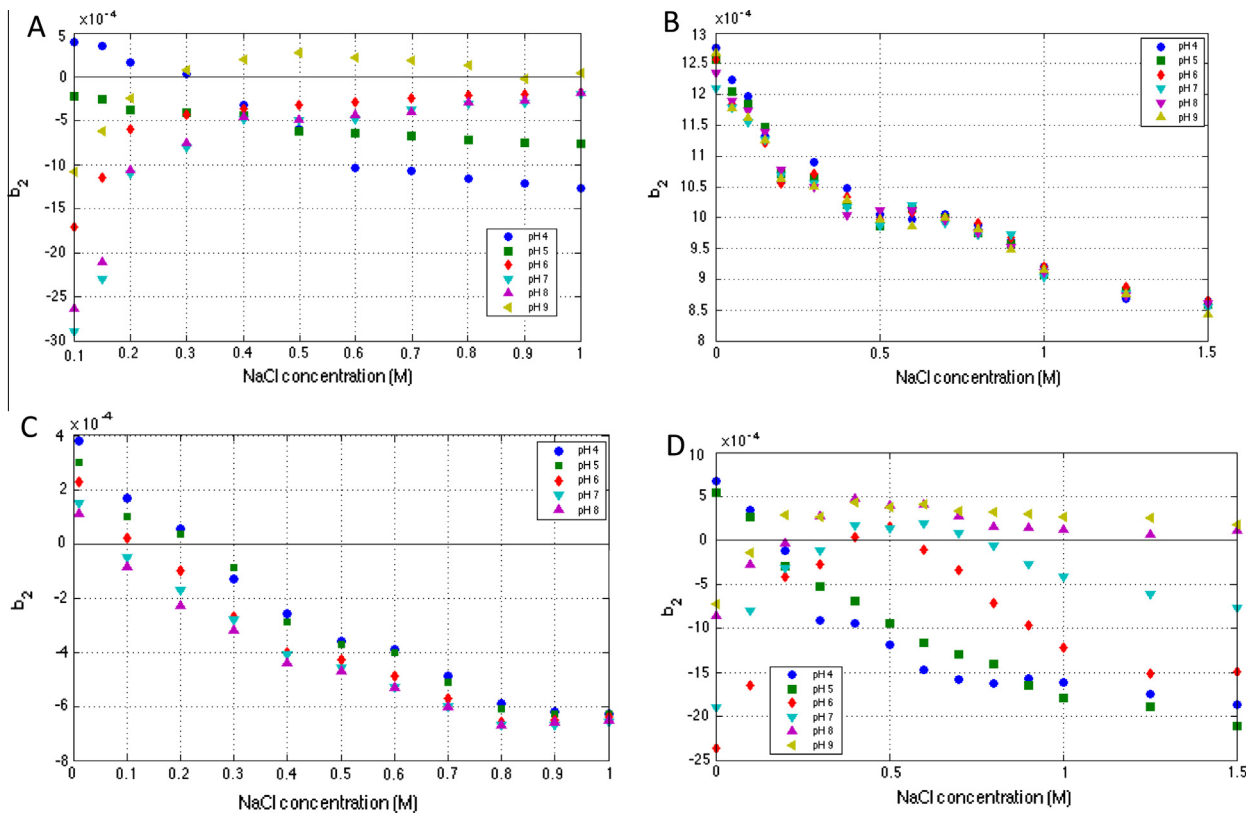 A
×10⁻⁴
5
0
-5
-10
-15
-20
-25
-30
b₂
pH 4
pH 5
pH 6
pH 7
pH 8
pH 9
0.1 0.2 0.3 0.4 0.5 0.6 0.7 0.8 0.9 1
NaCl concentration (M)
B
×10⁻⁴
13
12.5
12
11.5
11
10.5
10
9.5
9
8.5
8
b₂
pH 4
pH 5
pH 6
pH 7
pH 8
pH 9
0 0.5 1 1.5
NaCl concentration (M)
C
×10⁻⁴
4
2
0
-2
-4
-6
-8
b₂
pH 4
pH 5
pH 6
pH 7
pH 8
0 0.1 0.2 0.3 0.4 0.5 0.6 0.7 0.8 0.9 1
NaCl concentration (M)
D
×10⁻⁴
10
5
0
-5
-10
-15
-20
-25
b₂
pH 4
pH 5
pH 6
pH 7
pH 8
pH 9
0 0.5 1 1.5
NaCl concentration (M)